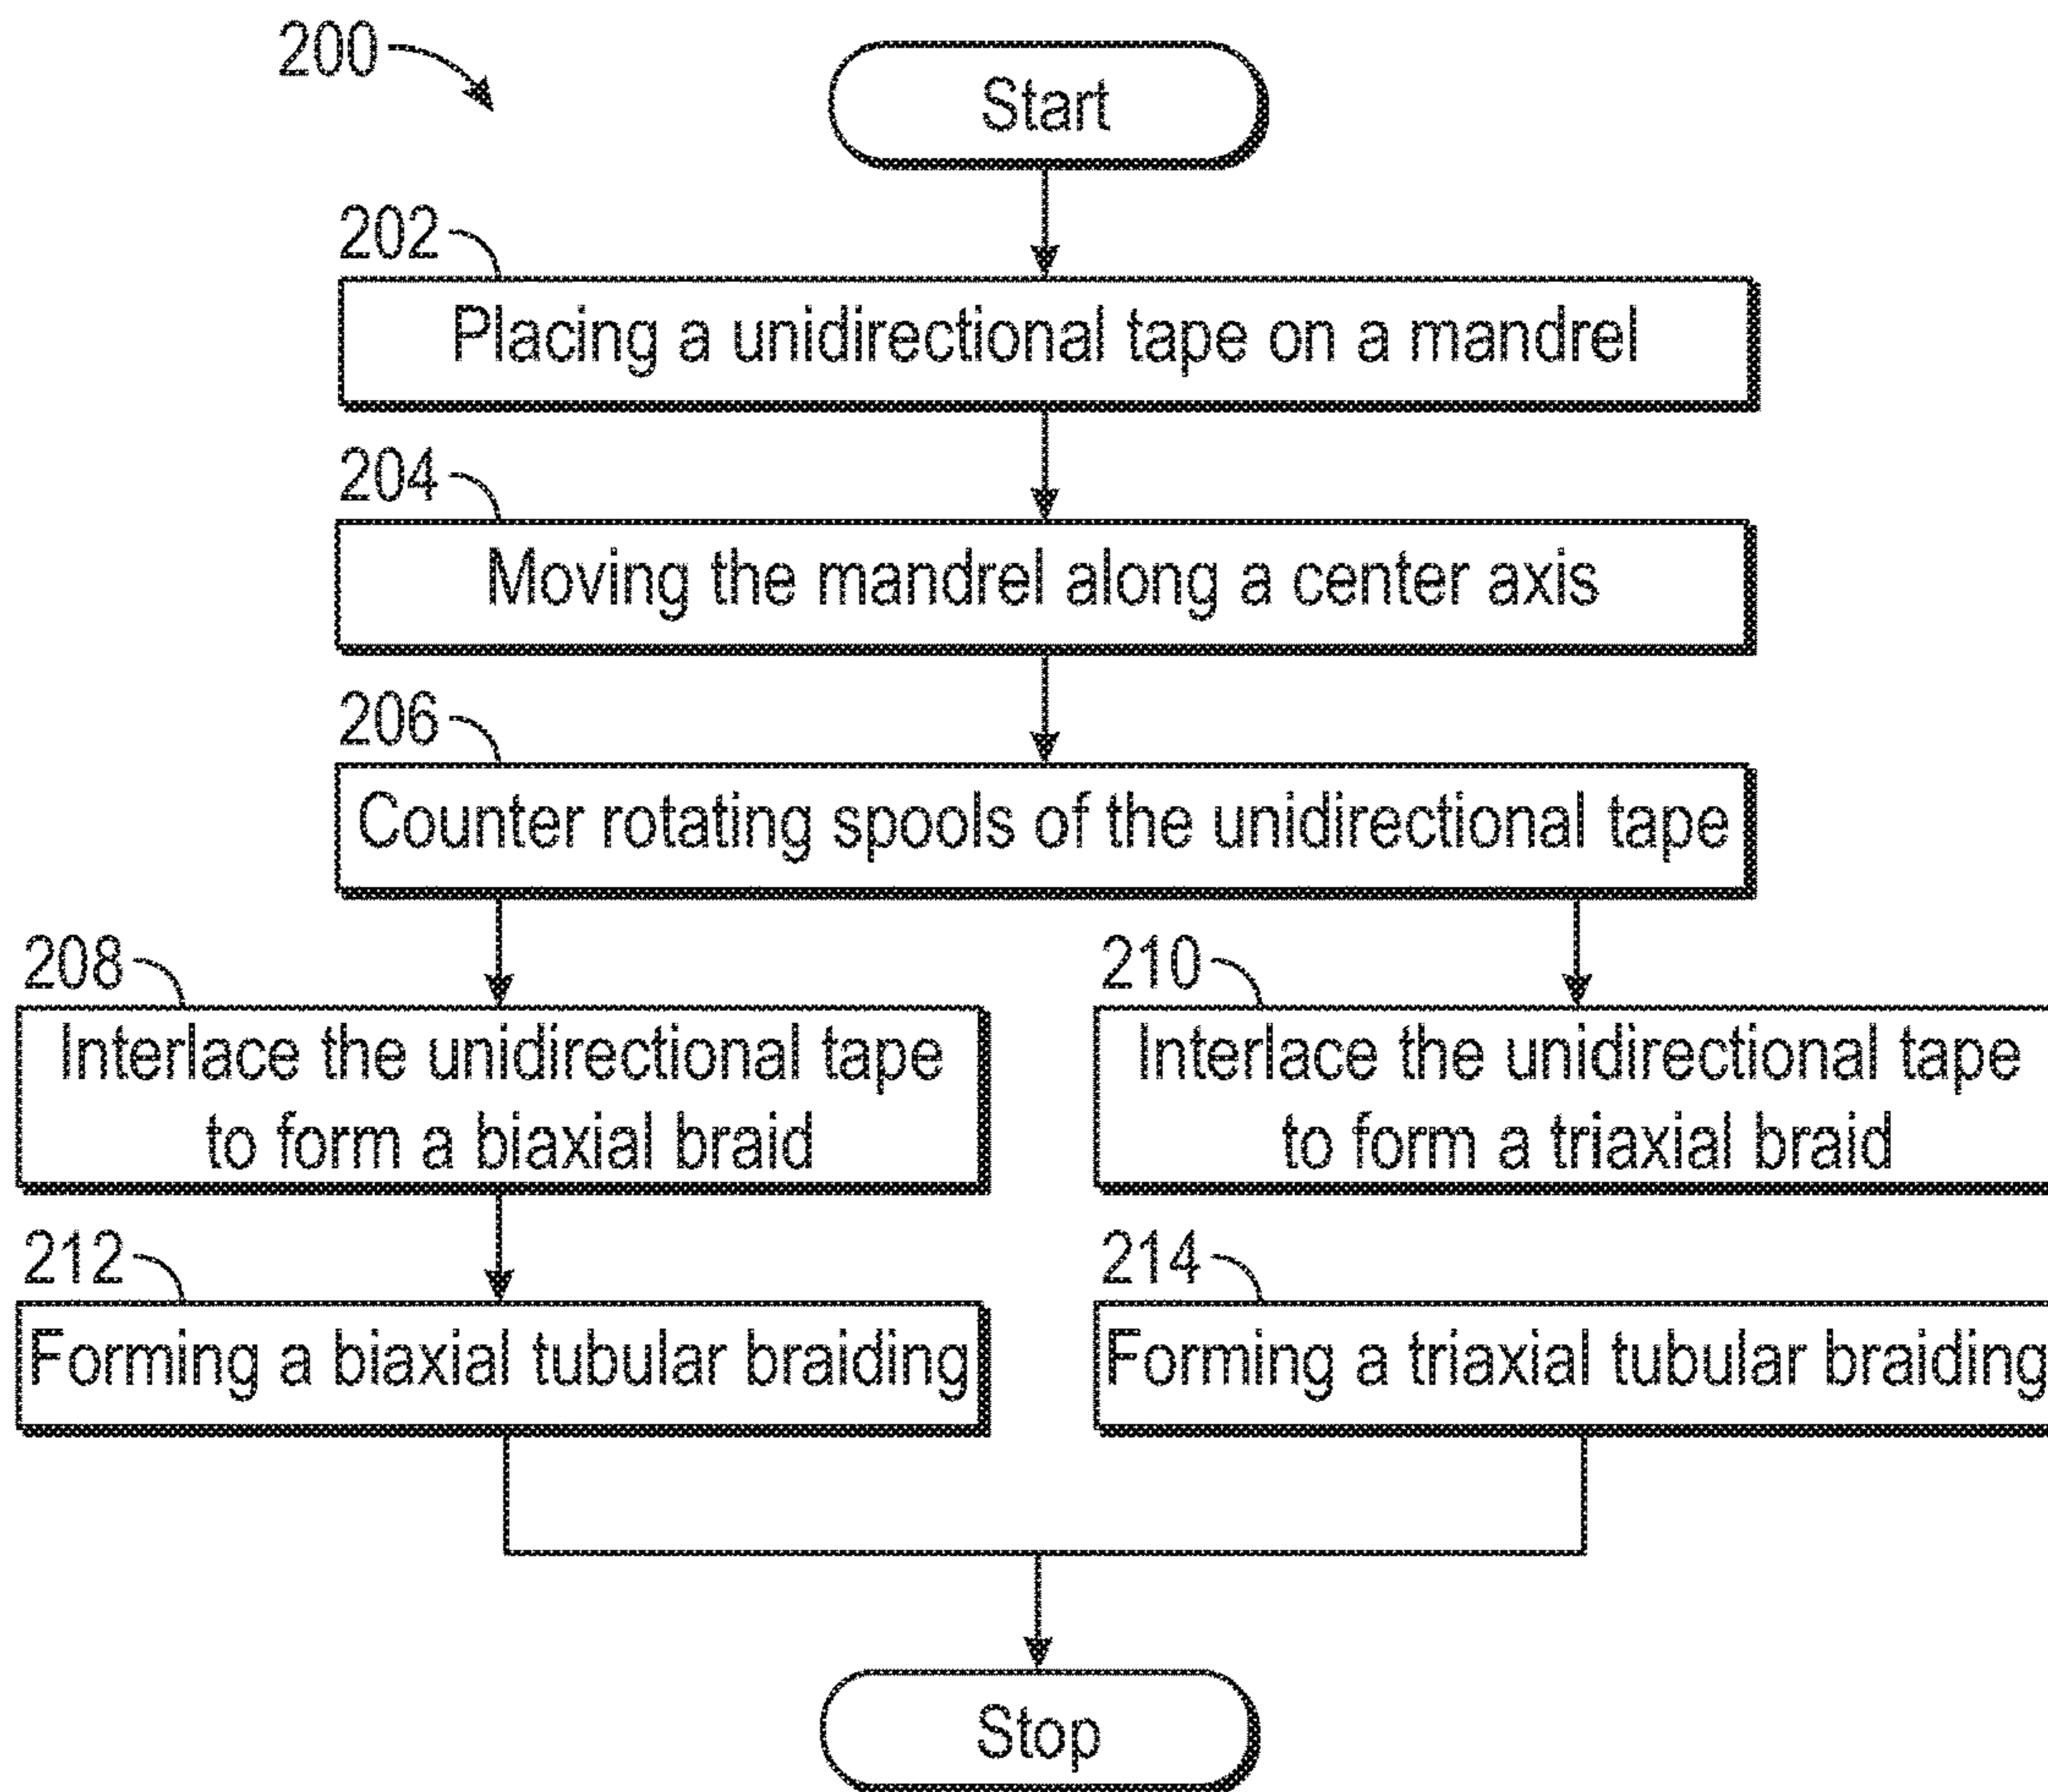 200
Start
202
Placing a unidirectional tape on a mandrel
204
Moving the mandrel along a center axis
206
Counter rotating spools of the unidirectional tape
208
Interlace the unidirectional tape
to form a biaxial braid
210
Interlace the unidirectional tape
to form a triaxial braid
212
Forming a biaxial tubular braiding
214
Forming a triaxial tubular braiding
Stop